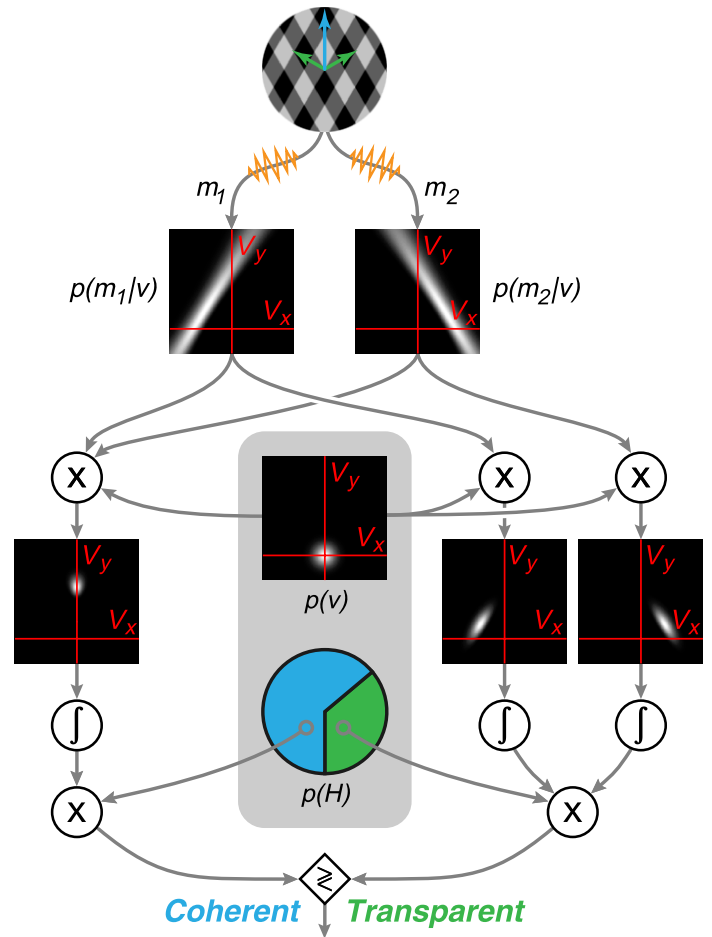 m1 m2
p(m1|v) Vy Vx Vy Vx p(m2|v)
X Vy Vx X X
p(v)
Vy Vx Vy Vx Vy Vx
∫ ∫ ∫
p(H)
X X
≷
Coherent Transparent